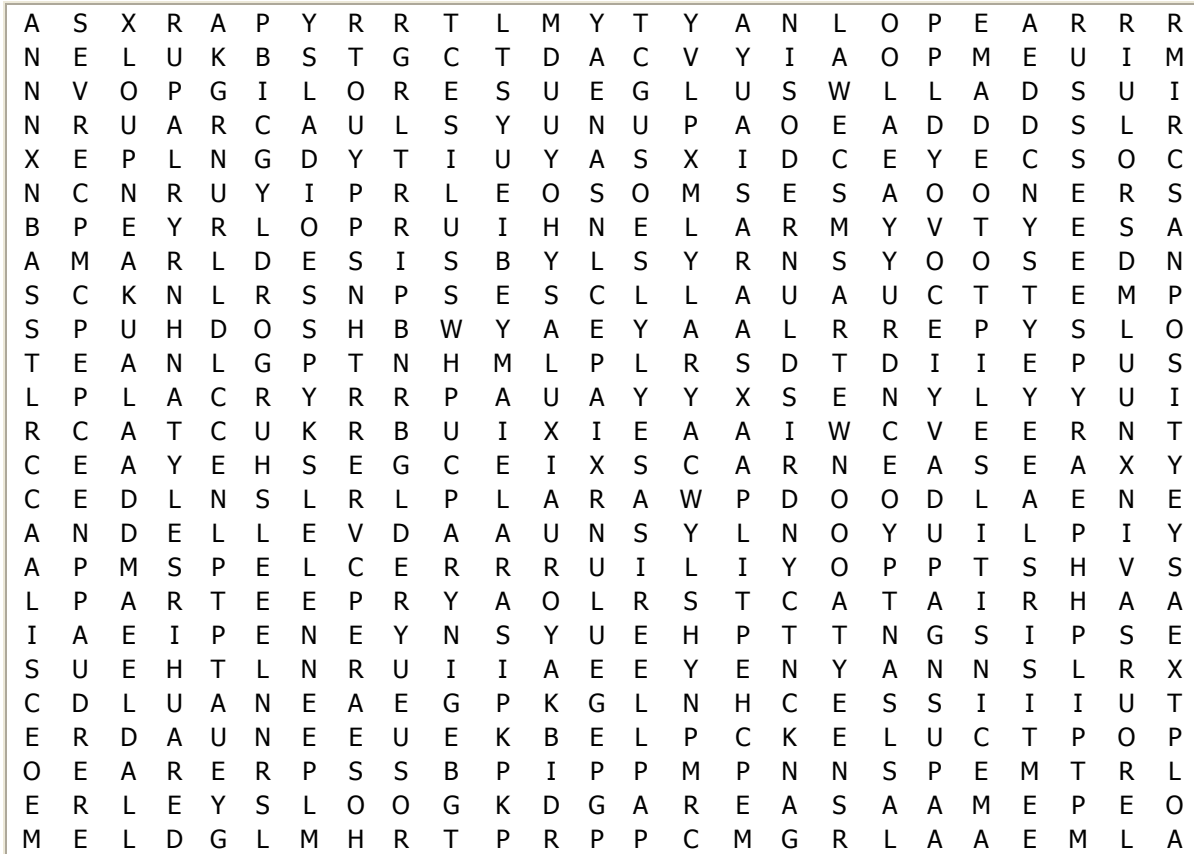 A S X R A P Y R R T L M Y T Y A N L O P E A R R R
N E L U K B S T G C T D A C V Y I A O P M E U I M
N V O P G I L O R E S U E G L U S W L L A D S U I
N R U A R C A U L S Y U N U P A O E A D D D S L R
X E P L N G D Y T I U Y A S X I D C E Y E C S O C
N C N R U Y I P R L E O S O M S E S A O O N E R S
B P E Y R L O P R U I H N E L A R M Y V T Y E S A
A M A R L D E S I S B Y L S Y R N S Y O O S E D N
S C K N L R S N P S E S C L L A U A U C T T E M P
S P U H D O S H B W Y A E Y A A L R R E P Y S L O
T E A N L G P T N H M L P L R S D T D I I E P U S
L P L A C R Y R R P A U A Y Y X S E N Y L Y Y U I
R C A T C U K R B U I X I E A A I W C V E E R N T
C E A Y E H S E G C E I X S C A R N E A S E A X Y
C E D L N S L R L P L A R A W P D O O D L A E N E
A N D E L L E V D A A U N S Y L N O Y U I L P I Y
A P M S P E L C E R R R U I L I Y O P P T S H V S
L P A R T E E P R Y A O L R S T C A T A I R H A A
I A E I P E N E Y N S Y U E H P T T N G S I P S E
S U E H T L N R U I I A E E Y E N Y A N N S L R X
C D L U A N E A E G P K G L N H C E S S I I I U T
E R D A U N E E U E K B E L P C K E L U C T P O P
O E A R E R P S S B P I P P M P N N S P E M T R L
E R L E Y S L O O G K D G A R E A S A A M E P E O
M E L D G L M H R T P R P P C M G R L A A E M L A